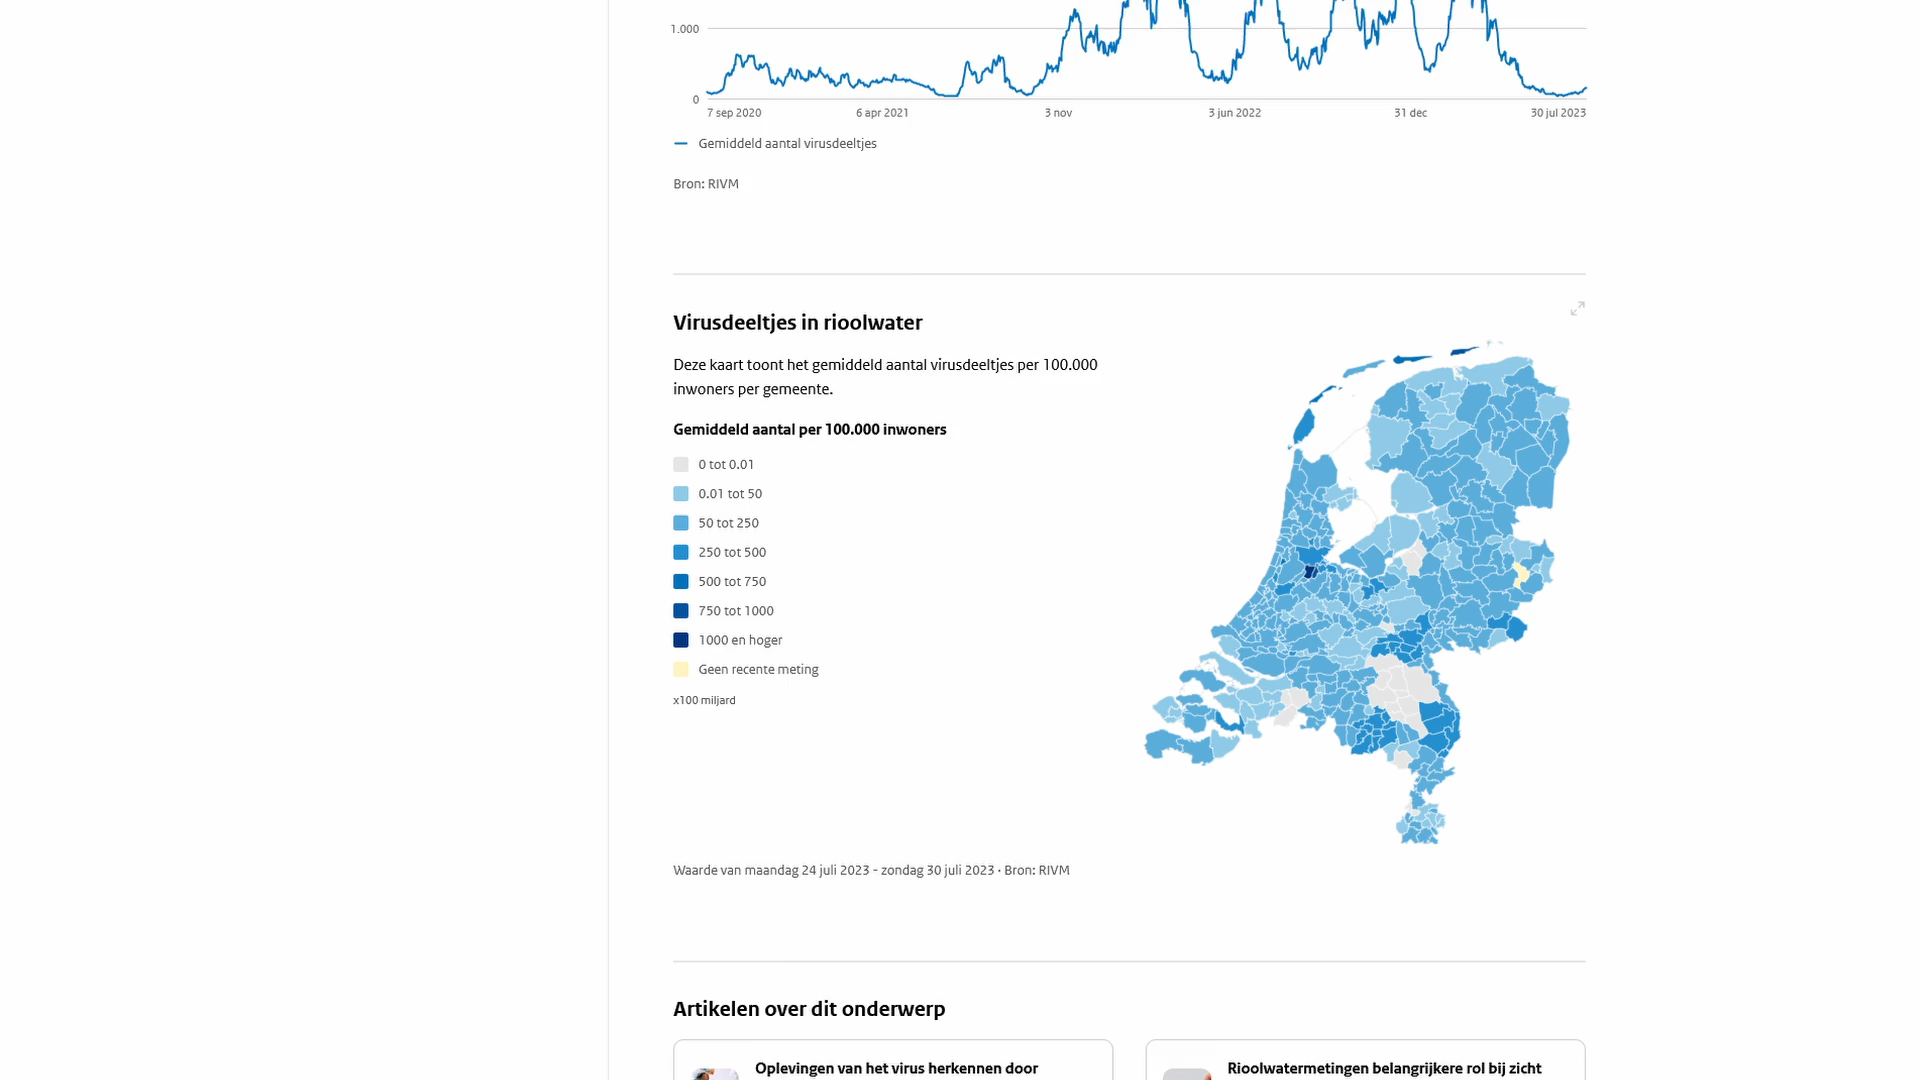 1.000
0
7 sep 2020 6 apr 2021 3 nov 3 jun 2022 31 dec 30 jul 2023
Gemiddeld aantal virusdeeltjes
Bron: RIVM
Virusdeeltjes in rioolwater
Deze kaart toont het gemiddeld aantal virusdeeltjes per 100.000
inwoners per gemeente.
Gemiddeld aantal per 100.000 inwoners
0 tot 0.01
0.01 tot 50
50 tot 250
250 tot 500
500 tot 750
750 tot 1000
1000 en hoger
Geen recente meting
x100 miljard
Waarde van maandag 24 juli 2023 - zondag 30 juli 2023 · Bron: RIVM
Artikelen over dit onderwerp
Oplevingen van het virus herkennen door
Rioolwatermetingen belangrijkere rol bij zicht